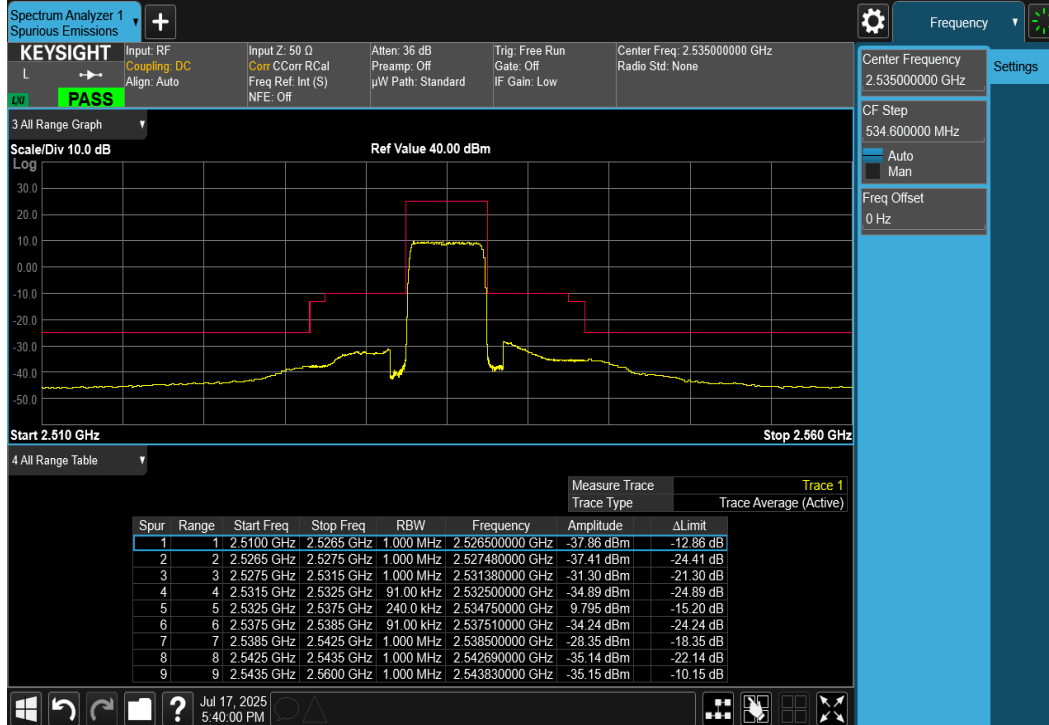 Spectrum Analyzer 1
Spurious Emissions
Frequency
KEYSIGHT
L
LXI
PASS
Input: RF
Coupling: DC
Align: Auto
Input Z: 50 Ω
Corr CCorr RCal
Freq Ref: Int (S)
NFE: Off
Atten: 36 dB
Preamp: Off
µW Path: Standard
Trig: Free Run
Gate: Off
IF Gain: Low
Center Freq: 2.535000000 GHz
Radio Std: None
Center Frequency
2.535000000 GHz
Settings
CF Step
534.600000 MHz
Auto
Man
Freq Offset
0 Hz
3 All Range Graph
Scale/Div 10.0 dB
Ref Value 40.00 dBm
Log
30.0
20.0
10.0
0.00
-10.0
-20.0
-30.0
-40.0
-50.0
Start 2.510 GHz
Stop 2.560 GHz
4 All Range Table
Measure Trace Trace 1
Trace Type Trace Average (Active)
Spur Range Start Freq Stop Freq RBW Frequency Amplitude ΔLimit
1 1 2.5100 GHz 2.5265 GHz 1.000 MHz 2.526500000 GHz -37.86 dBm -12.86 dB
2 2 2.5265 GHz 2.5275 GHz 1.000 MHz 2.527480000 GHz -37.41 dBm -24.41 dB
3 3 2.5275 GHz 2.5315 GHz 1.000 MHz 2.531380000 GHz -31.30 dBm -21.30 dB
4 4 2.5315 GHz 2.5325 GHz 91.00 kHz 2.532500000 GHz -34.89 dBm -24.89 dB
5 5 2.5325 GHz 2.5375 GHz 240.0 kHz 2.534750000 GHz 9.795 dBm -15.20 dB
6 6 2.5375 GHz 2.5385 GHz 91.00 kHz 2.537510000 GHz -34.24 dBm -24.24 dB
7 7 2.5385 GHz 2.5425 GHz 1.000 MHz 2.538500000 GHz -28.35 dBm -18.35 dB
8 8 2.5425 GHz 2.5435 GHz 1.000 MHz 2.542690000 GHz -35.14 dBm -22.14 dB
9 9 2.5435 GHz 2.5600 GHz 1.000 MHz 2.543830000 GHz -35.15 dBm -10.15 dB
?
Jul 17, 2025
5:40:00 PM